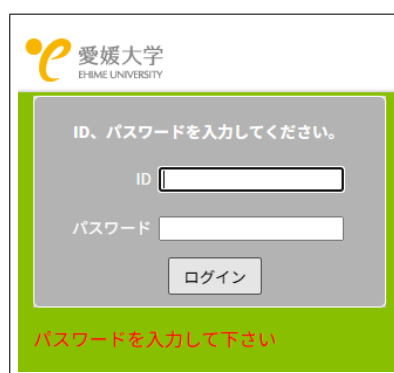 愛媛大学
EHIME UNIVERSITY
ID、パスワードを入力してください。
ID
パスワード
ログイン
パスワードを入力して下さい